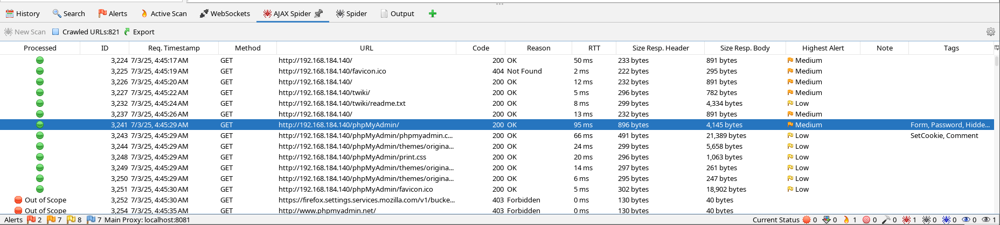 History Search Alerts Active Scan WebSockets AJAX Spider Spider Output
New Scan Crawled URLs:821 Export
Processed ID Req. Timestamp Method URL Code Reason RTT Size Resp. Header Size Resp. Body Highest Alert Note Tags
3,224 7/3/25, 4:45:17 AM GET http://192.168.184.140/ 200 OK 50 ms 233 bytes 891 bytes Medium
3,225 7/3/25, 4:45:19 AM GET http://192.168.184.140/favicon.ico 404 Not Found 2 ms 222 bytes 295 bytes Medium
3,226 7/3/25, 4:45:20 AM GET http://192.168.184.140/ 200 OK 12 ms 232 bytes 891 bytes Medium
3,227 7/3/25, 4:45:22 AM GET http://192.168.184.140/twiki/ 200 OK 5 ms 296 bytes 782 bytes Medium
3,232 7/3/25, 4:45:24 AM GET http://192.168.184.140/twiki/readme.txt 200 OK 8 ms 299 bytes 4,334 bytes Low
3,237 7/3/25, 4:45:26 AM GET http://192.168.184.140/ 200 OK 13 ms 232 bytes 891 bytes Medium
3,241 7/3/25, 4:45:29 AM GET http://192.168.184.140/phpMyAdmin/ 200 OK 95 ms 896 bytes 4,145 bytes Medium Form, Password, Hidde...
3,243 7/3/25, 4:45:29 AM GET http://192.168.184.140/phpMyAdmin/phpmyadmin.c... 200 OK 66 ms 491 bytes 21,389 bytes Low SetCookie, Comment
3,244 7/3/25, 4:45:29 AM GET http://192.168.184.140/phpMyAdmin/themes/origina... 200 OK 24 ms 299 bytes 5,658 bytes Low
3,248 7/3/25, 4:45:29 AM GET http://192.168.184.140/phpMyAdmin/print.css 200 OK 20 ms 296 bytes 1,063 bytes Low
3,249 7/3/25, 4:45:29 AM GET http://192.168.184.140/phpMyAdmin/themes/origina... 200 OK 14 ms 297 bytes 261 bytes Low
3,250 7/3/25, 4:45:29 AM GET http://192.168.184.140/phpMyAdmin/themes/origina... 200 OK 6 ms 295 bytes 247 bytes Low
3,251 7/3/25, 4:45:30 AM GET http://192.168.184.140/phpMyAdmin/favicon.ico 200 OK 5 ms 302 bytes 18,902 bytes Low
Out of Scope 3,252 7/3/25, 4:45:30 AM GET https://firefox.settings.services.mozilla.com/v1/bucke... 403 Forbidden 0 ms 130 bytes 40 bytes
Out of Scope 3,254 7/3/25, 4:45:35 AM GET http://www.phpmyadmin.net/ 403 Forbidden 0 ms 130 bytes 40 bytes
Alerts 2 7 8 7 Main Proxy: localhost:8081 Current Status 0 0 1 0 0 1 0 0 0 1